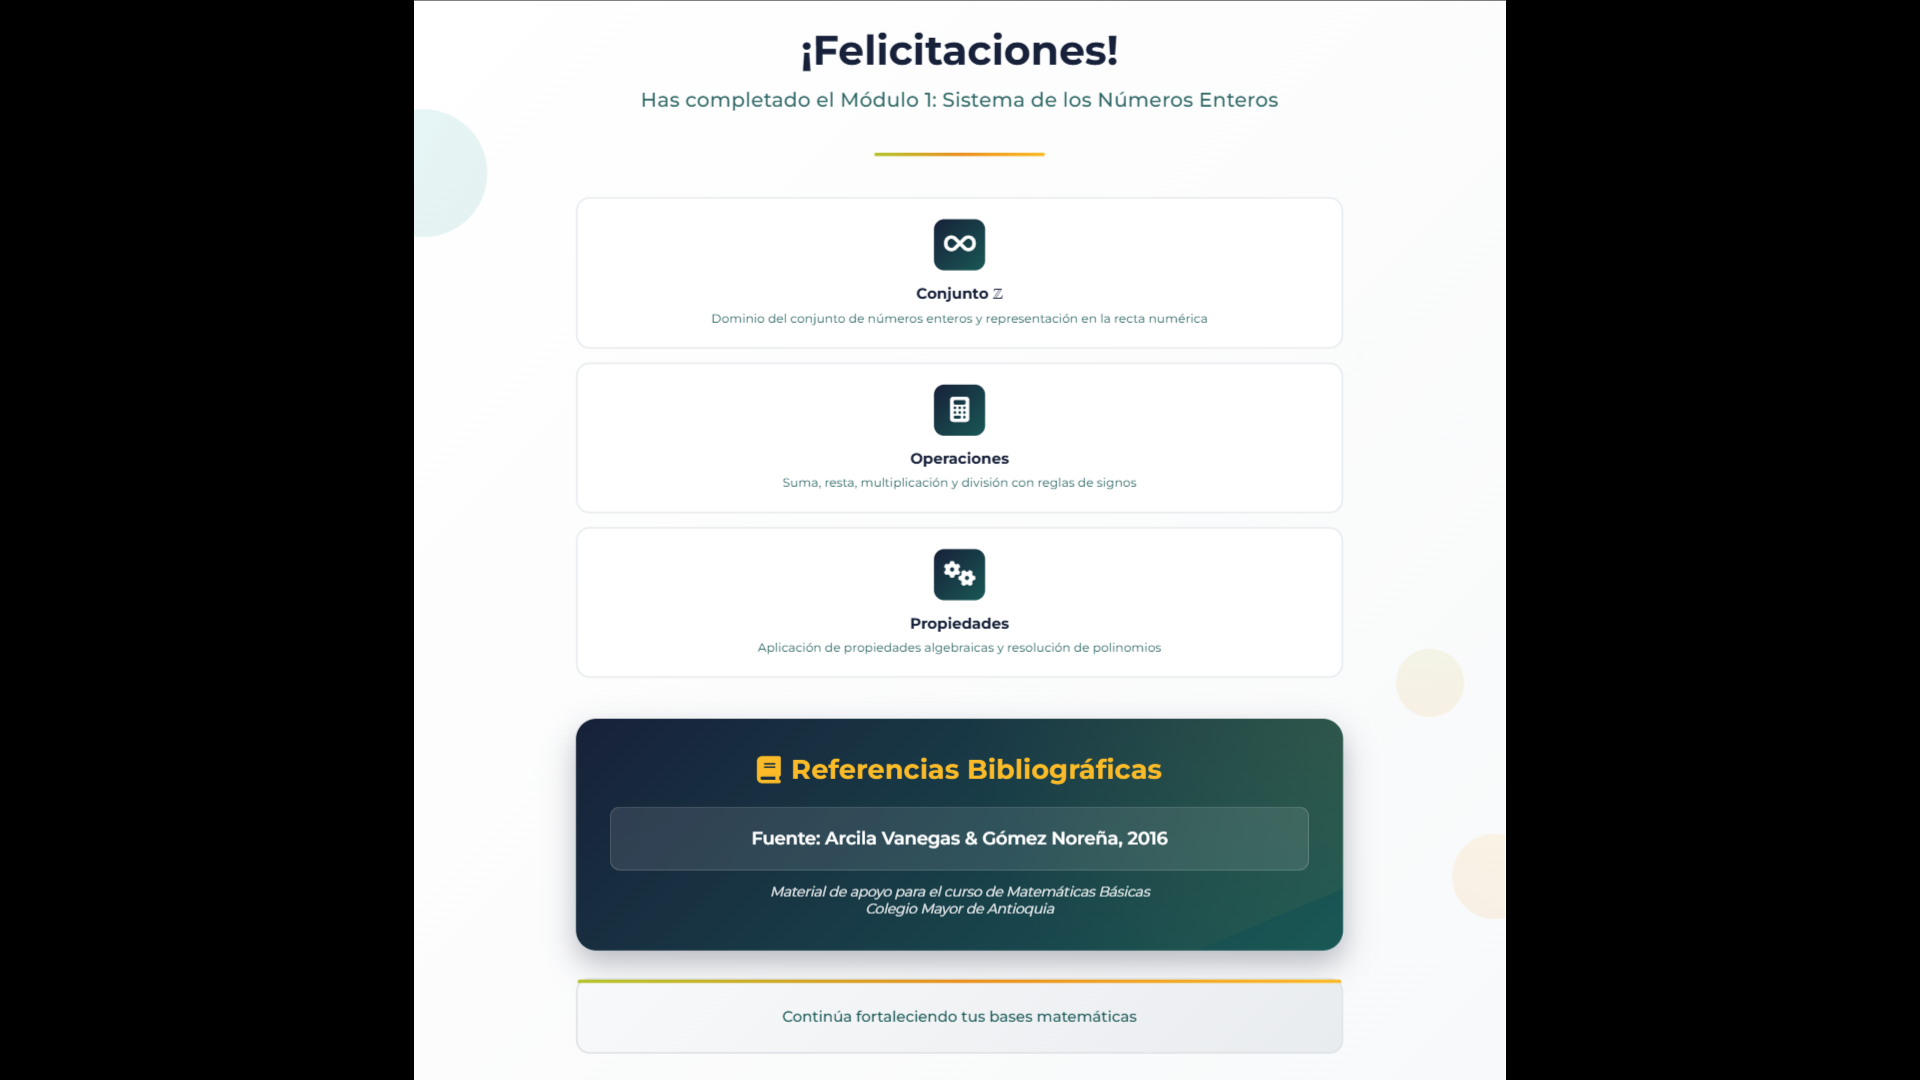 ¡Felicitaciones!
Has completado el Módulo 1: Sistema de los Números Enteros
Conjunto ℤ
Dominio del conjunto de números enteros y representación en la recta numérica
Operaciones
Suma, resta, multiplicación y división con reglas de signos
Propiedades
Aplicación de propiedades algebraicas y resolución de polinomios
Referencias Bibliográficas
Fuente: Arcila Vanegas & Gómez Noreña, 2016
Material de apoyo para el curso de Matemáticas Básicas
Colegio Mayor de Antioquia
Continúa fortaleciendo tus bases matemáticas